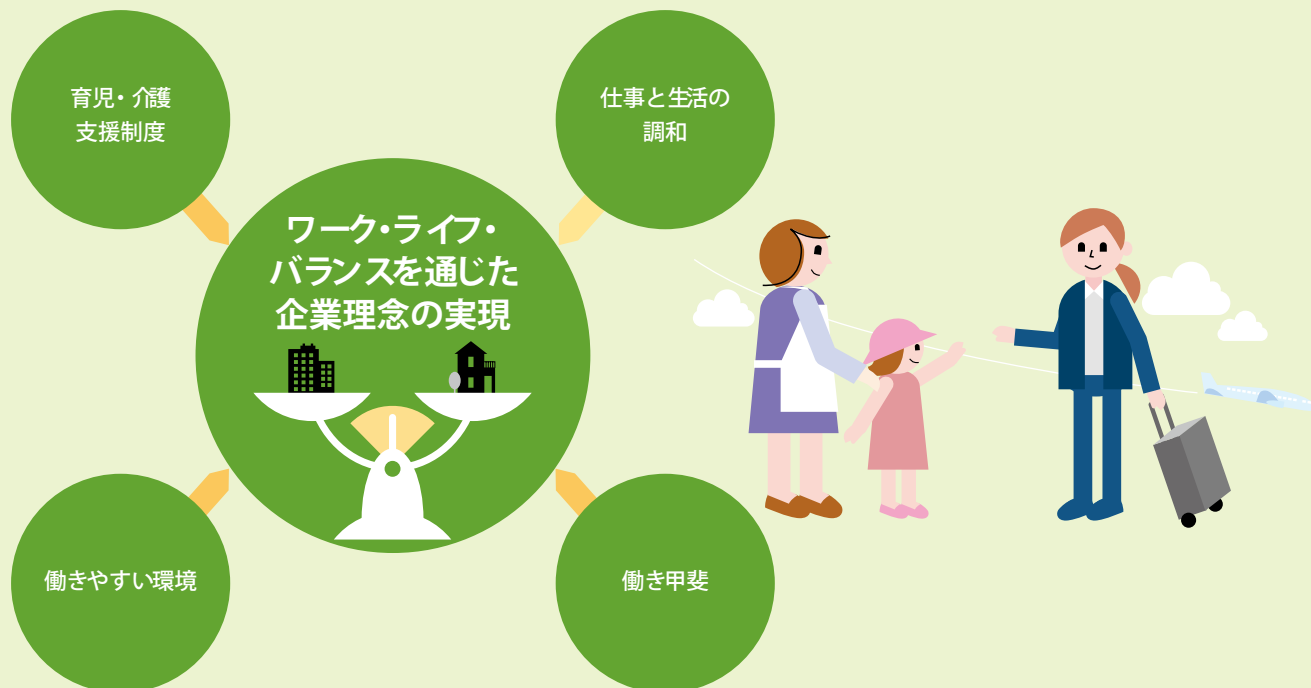 育児・介護
支援制度
仕事と生活の
調和
ワーク・ライフ・
バランスを通じた
企業理念の実現
働きやすい環境
働き甲斐